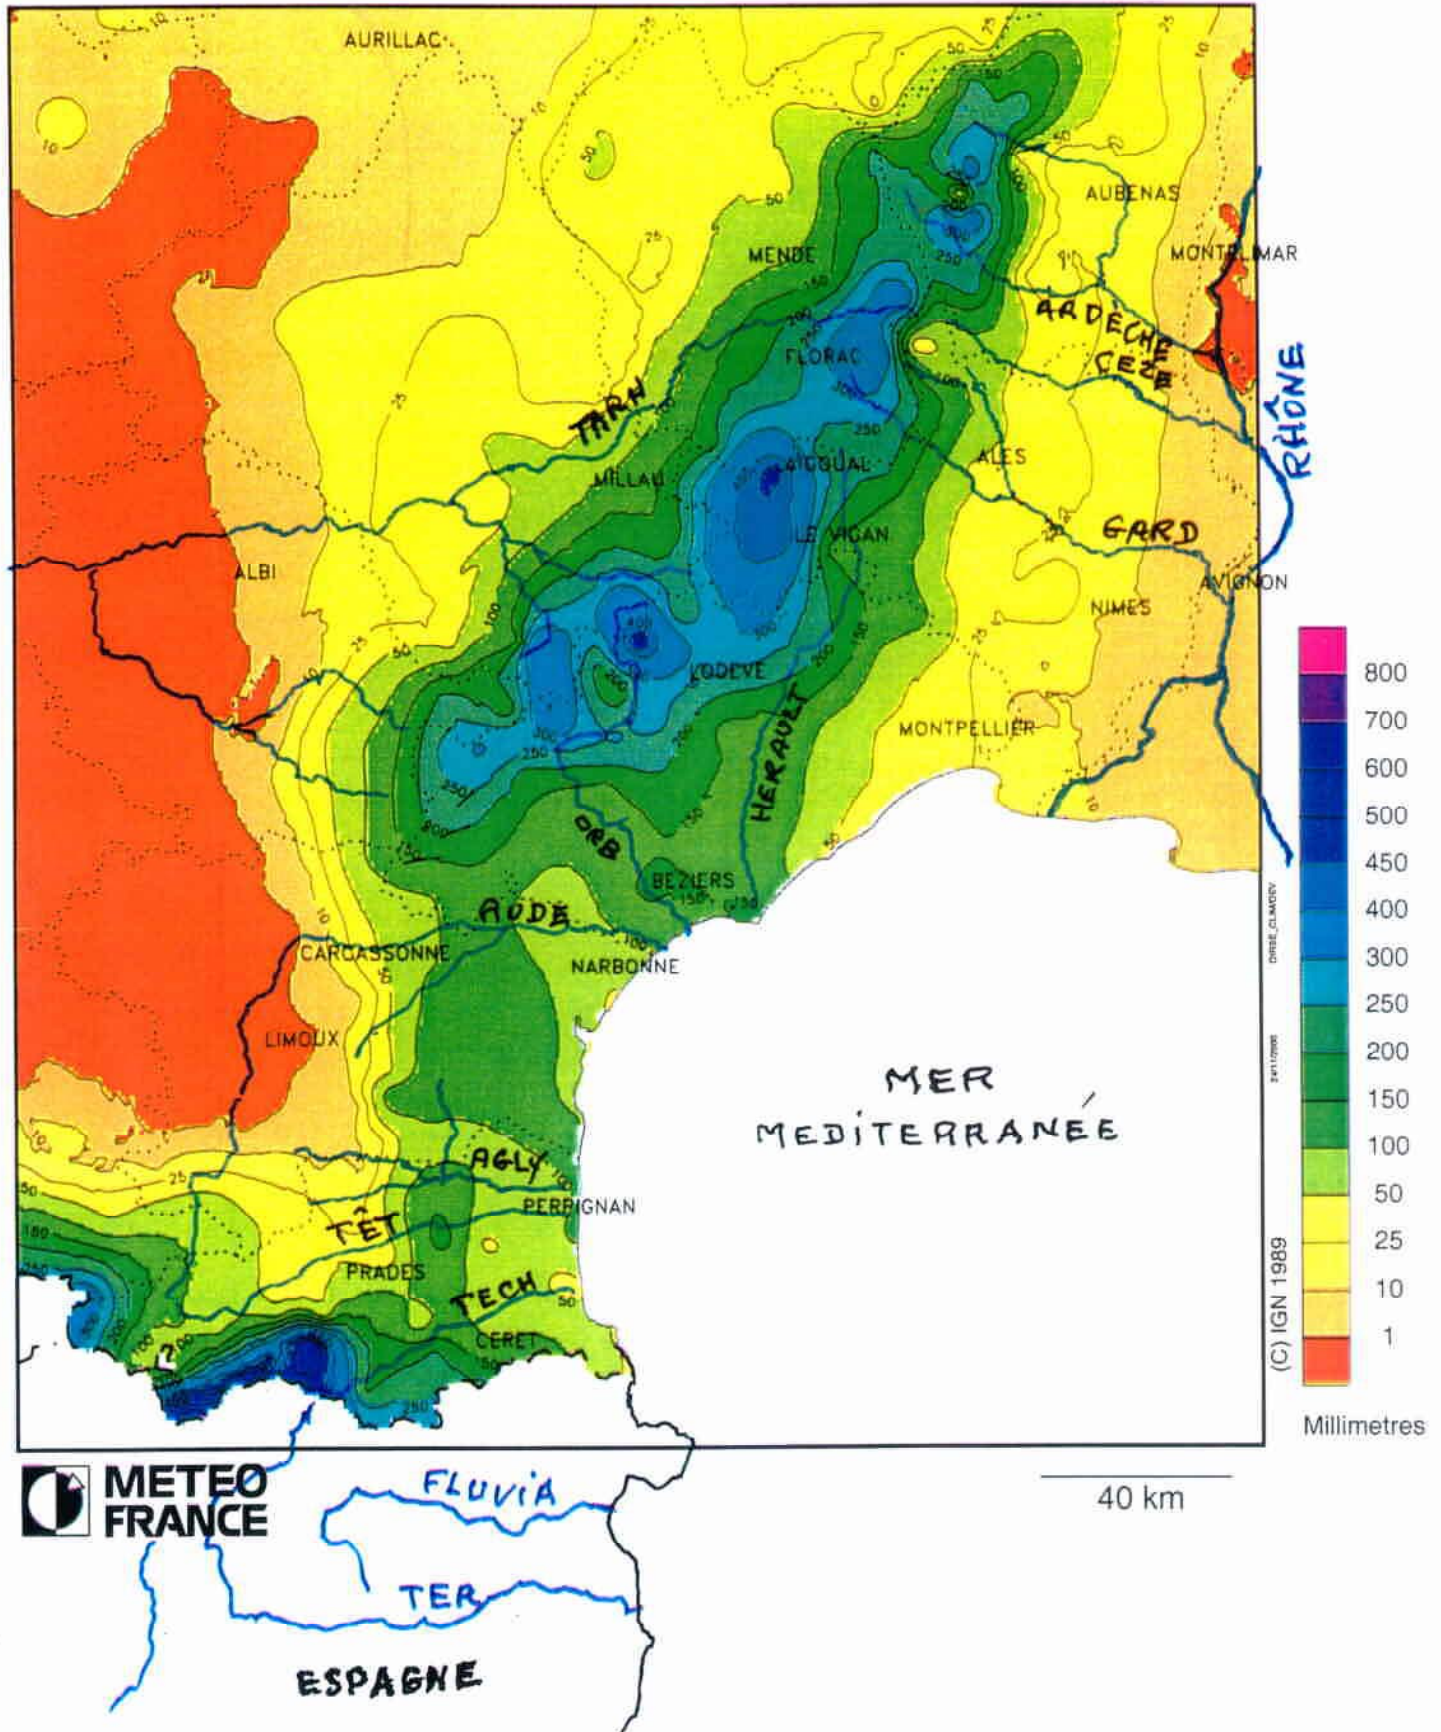 AURILLAC
AUBENAS
MENDE
MONTELIMAR
ARDÈCHE
CEZE
FLORAC
RHÔNE
TARN
MILLAU
AIGOUAL
ALES
LE VIGAN
GARD
ALBI
AVIGNON
NIMES
LODEVE
HERAULT
MONTPELLIER
ORB
BEZIERS
AUDE
CARCASSONNE
NARBONNE
LIMOUX
MER
MEDITERRANÉE
AGLY
PERPIGNAN
TÊT
PRADES
TECH
CERET
800
700
600
500
450
400
300
250
200
150
100
50
25
10
1
Millimetres
(C) IGN 1989
METEO
FRANCE
40 km
FLUVIA
TER
ESPAGNE